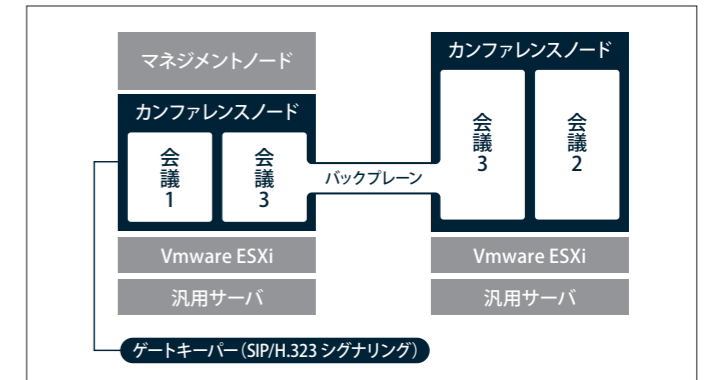 マネジメントノード
カンファレンスノード
会議1
会議3
Vmware ESXi
汎用サーバ
バックプレーン
カンファレンスノード
会議3
会議2
Vmware ESXi
汎用サーバ
ゲートキーパー(SIP/H.323 シグナリング)